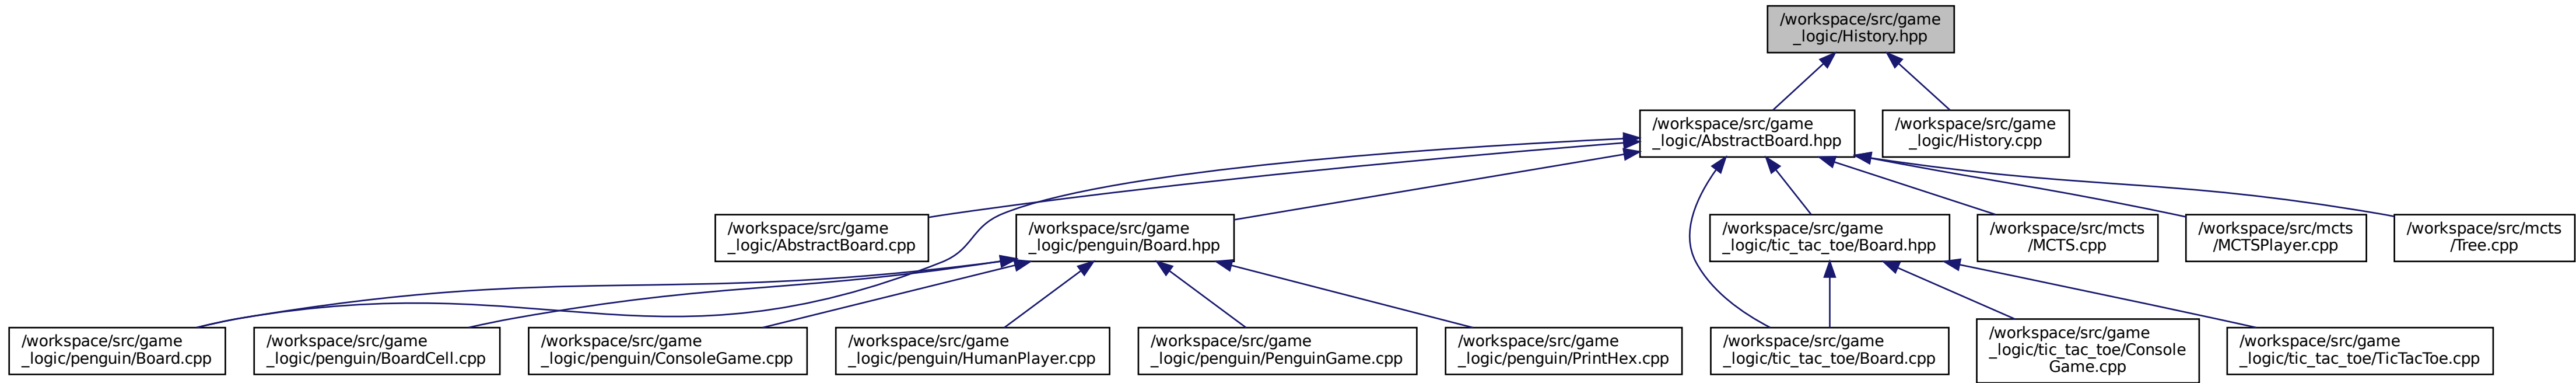 /workspace/src/game
_logic/History.hpp
/workspace/src/game
_logic/AbstractBoard.hpp
/workspace/src/game
_logic/History.cpp
/workspace/src/game
_logic/AbstractBoard.cpp
/workspace/src/game
_logic/penguin/Board.hpp
/workspace/src/game
_logic/tic_tac_toe/Board.hpp
/workspace/src/mcts
/MCTS.cpp
/workspace/src/mcts
/MCTSPlayer.cpp
/workspace/src/mcts
/Tree.cpp
/workspace/src/game
_logic/penguin/Board.cpp
/workspace/src/game
_logic/penguin/BoardCell.cpp
/workspace/src/game
_logic/penguin/ConsoleGame.cpp
/workspace/src/game
_logic/penguin/HumanPlayer.cpp
/workspace/src/game
_logic/penguin/PenguinGame.cpp
/workspace/src/game
_logic/penguin/PrintHex.cpp
/workspace/src/game
_logic/tic_tac_toe/Board.cpp
/workspace/src/game
_logic/tic_tac_toe/Console
Game.cpp
/workspace/src/game
_logic/tic_tac_toe/TicTacToe.cpp